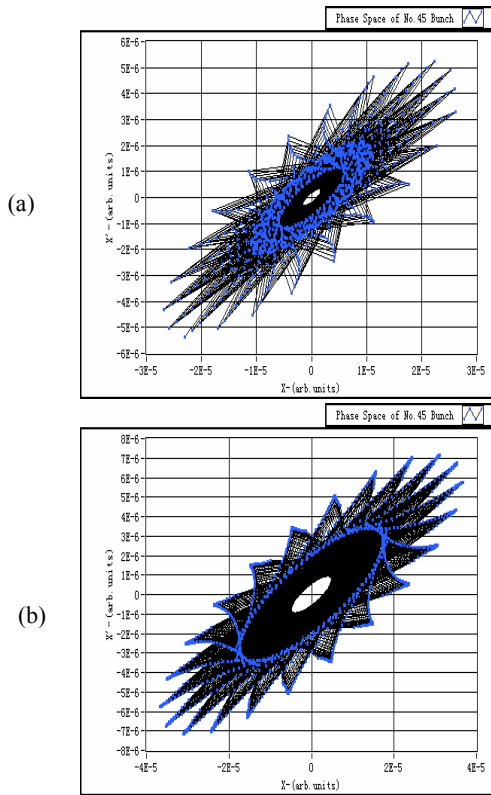 (a)
Phase Space of No.45 Bunch
X'-(arb.units)
6E-6
5E-6
4E-6
3E-6
2E-6
1E-6
0
-1E-6
-2E-6
-3E-6
-4E-6
-5E-6
-6E-6
-3E-5 -2E-5 -1E-5 0 1E-5 2E-5 3E-5
X-(arb.units)
(b)
Phase Space of No.45 Bunch
X'-(arb.units)
8E-6
7E-6
6E-6
5E-6
4E-6
3E-6
2E-6
1E-6
0
-1E-6
-2E-6
-3E-6
-4E-6
-5E-6
-6E-6
-7E-6
-8E-6
-4E-5 -2E-5 0 2E-5 4E-5
X-(arb.units)